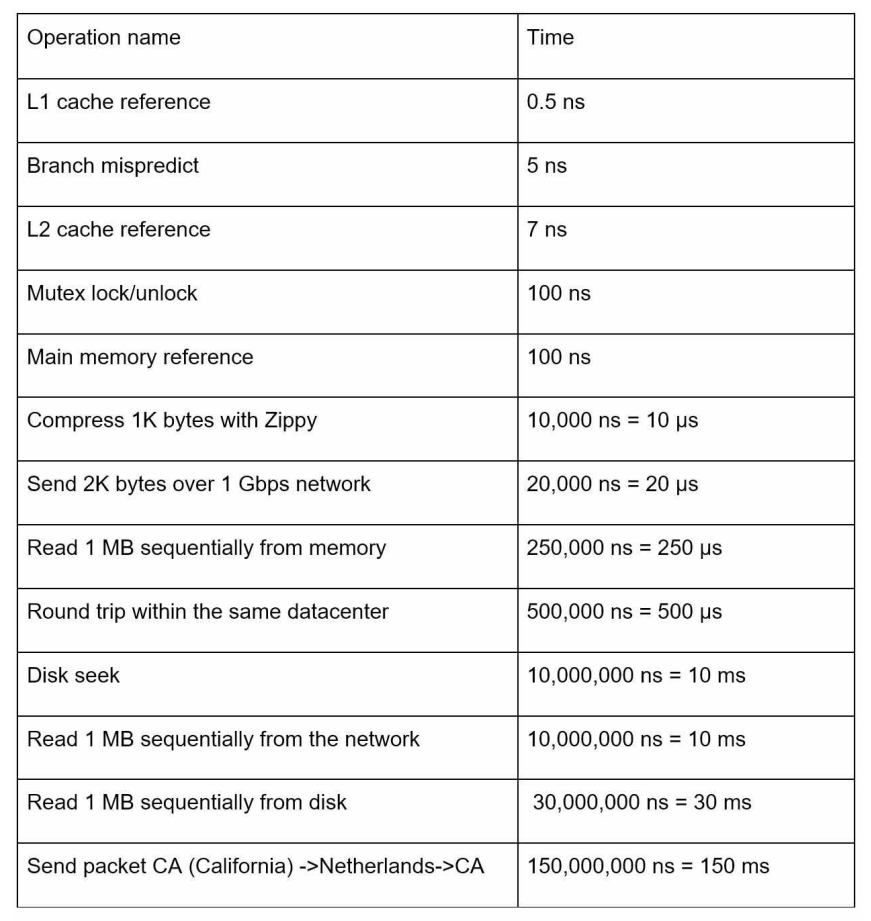 Operation name Time
L1 cache reference 0.5 ns
Branch mispredict 5 ns
L2 cache reference 7 ns
Mutex lock/unlock 100 ns
Main memory reference 100 ns
Compress 1K bytes with Zippy 10,000 ns = 10 μs
Send 2K bytes over 1 Gbps network 20,000 ns = 20 μs
Read 1 MB sequentially from memory 250,000 ns = 250 μs
Round trip within the same datacenter 500,000 ns = 500 μs
Disk seek 10,000,000 ns = 10 ms
Read 1 MB sequentially from the network 10,000,000 ns = 10 ms
Read 1 MB sequentially from disk 30,000,000 ns = 30 ms
Send packet CA (California) ->Netherlands->CA 150,000,000 ns = 150 ms